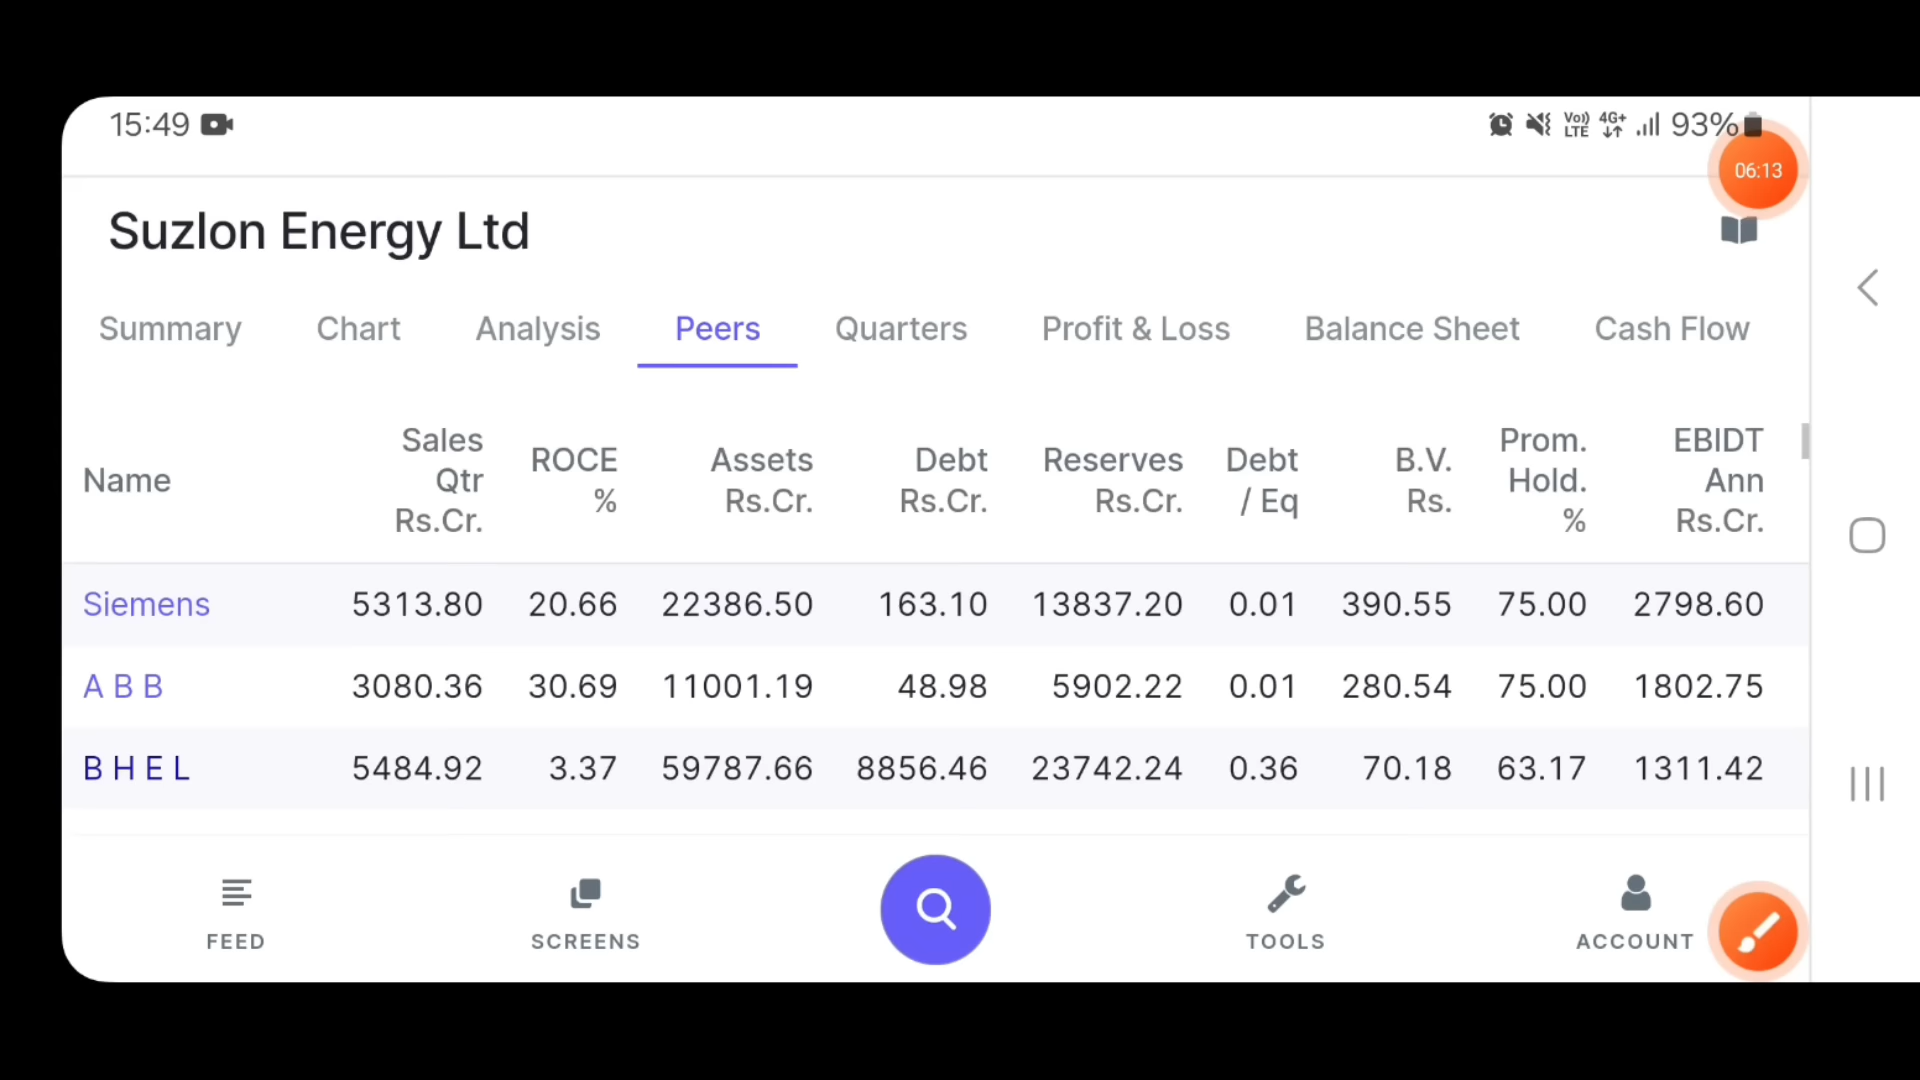 15:49
Vo)) LTE 4G+ 93%
06:13
Suzlon Energy Ltd
Summary Chart Analysis Peers Quarters Profit & Loss Balance Sheet Cash Flow
Name Sales Qtr Rs.Cr. ROCE % Assets Rs.Cr. Debt Rs.Cr. Reserves Rs.Cr. Debt / Eq B.V. Rs. Prom. Hold. % EBIDT Ann Rs.Cr.
Siemens 5313.80 20.66 22386.50 163.10 13837.20 0.01 390.55 75.00 2798.60
A B B 3080.36 30.69 11001.19 48.98 5902.22 0.01 280.54 75.00 1802.75
B H E L 5484.92 3.37 59787.66 8856.46 23742.24 0.36 70.18 63.17 1311.42
FEED SCREENS TOOLS ACCOUNT